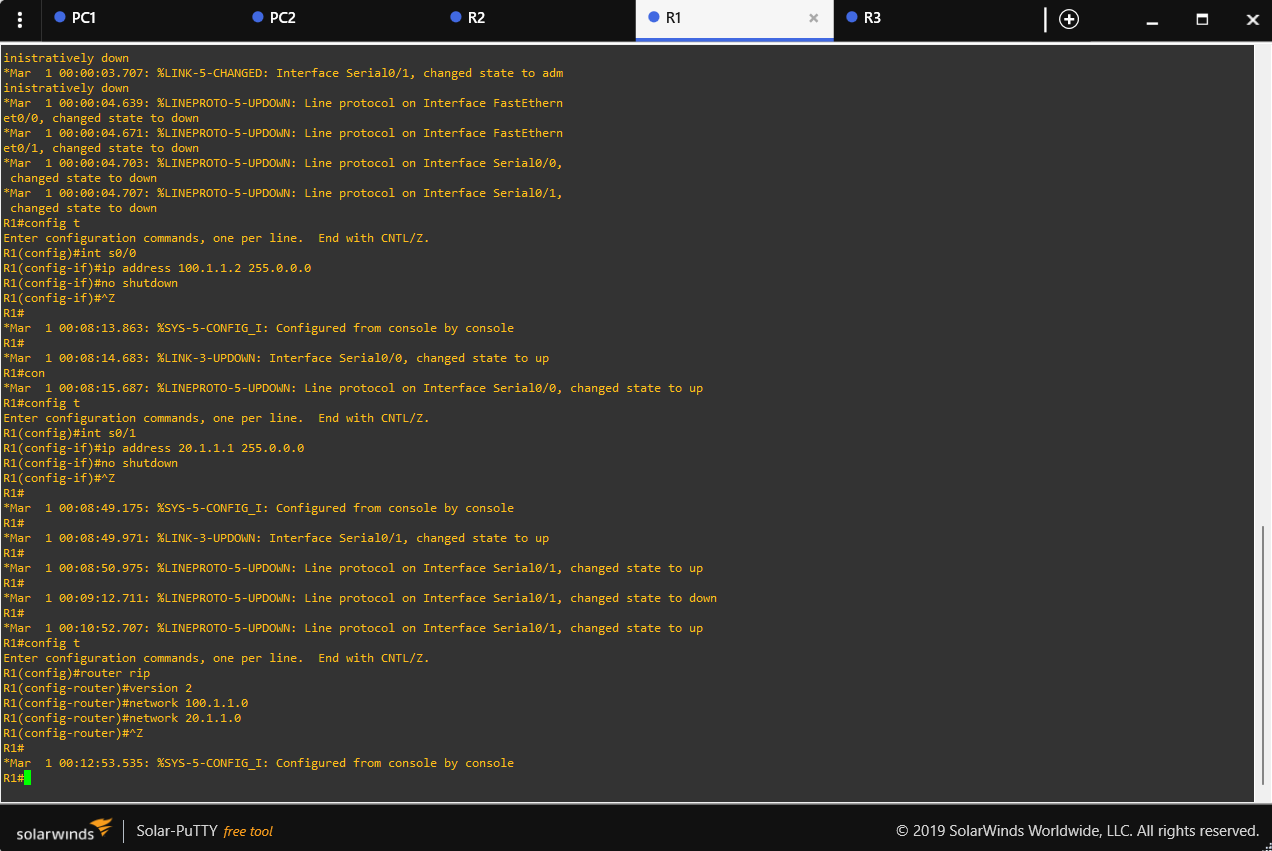 PC1
PC2
R2
R1
R3
inistratively down
*Mar  1 00:00:03.707: %LINK-5-CHANGED: Interface Serial0/1, changed state to adm
inistratively down
*Mar  1 00:00:04.639: %LINEPROTO-5-UPDOWN: Line protocol on Interface FastEthern
et0/0, changed state to down
*Mar  1 00:00:04.671: %LINEPROTO-5-UPDOWN: Line protocol on Interface FastEthern
et0/1, changed state to down
*Mar  1 00:00:04.703: %LINEPROTO-5-UPDOWN: Line protocol on Interface Serial0/0,
 changed state to down
*Mar  1 00:00:04.707: %LINEPROTO-5-UPDOWN: Line protocol on Interface Serial0/1,
 changed state to down
R1#config t
Enter configuration commands, one per line.  End with CNTL/Z.
R1(config)#int s0/0
R1(config-if)#ip address 100.1.1.2 255.0.0.0
R1(config-if)#no shutdown
R1(config-if)#^Z
R1#
*Mar  1 00:08:13.863: %SYS-5-CONFIG_I: Configured from console by console
R1#
*Mar  1 00:08:14.683: %LINK-3-UPDOWN: Interface Serial0/0, changed state to up
R1#con
*Mar  1 00:08:15.687: %LINEPROTO-5-UPDOWN: Line protocol on Interface Serial0/0, changed state to up
R1#config t
Enter configuration commands, one per line.  End with CNTL/Z.
R1(config)#int s0/1
R1(config-if)#ip address 20.1.1.1 255.0.0.0
R1(config-if)#no shutdown
R1(config-if)#^Z
R1#
*Mar  1 00:08:49.175: %SYS-5-CONFIG_I: Configured from console by console
R1#
*Mar  1 00:08:49.971: %LINK-3-UPDOWN: Interface Serial0/1, changed state to up
R1#
*Mar  1 00:08:50.975: %LINEPROTO-5-UPDOWN: Line protocol on Interface Serial0/1, changed state to up
R1#
*Mar  1 00:09:12.711: %LINEPROTO-5-UPDOWN: Line protocol on Interface Serial0/1, changed state to down
R1#
*Mar  1 00:10:52.707: %LINEPROTO-5-UPDOWN: Line protocol on Interface Serial0/1, changed state to up
R1#config t
Enter configuration commands, one per line.  End with CNTL/Z.
R1(config)#router rip
R1(config-router)#version 2
R1(config-router)#network 100.1.1.0
R1(config-router)#network 20.1.1.0
R1(config-router)#^Z
R1#
*Mar  1 00:12:53.535: %SYS-5-CONFIG_I: Configured from console by console
R1#
solarwinds
Solar-PuTTY free tool
© 2019 SolarWinds Worldwide, LLC. All rights reserved.